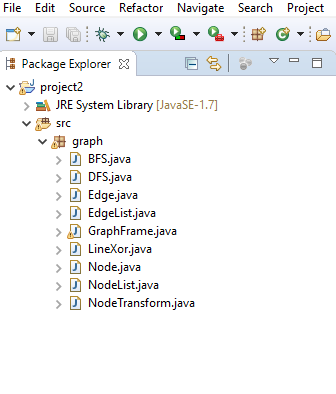 File Edit Source Refactor Navigate Search Project
Package Explorer
project2
JRE System Library [JavaSE-1.7]
src
graph
BFS.java
DFS.java
Edge.java
EdgeList.java
GraphFrame.java
LineXor.java
Node.java
NodeList.java
NodeTransform.java